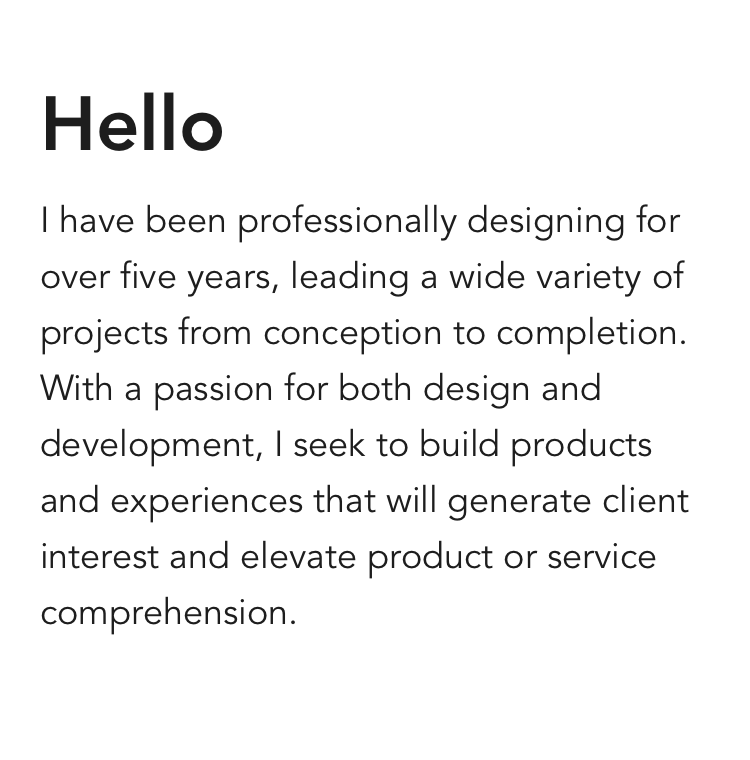 Hello
I have been professionally designing for
over five years, leading a wide variety of
projects from conception to completion.
With a passion for both design and
development, I seek to build products
and experiences that will generate client
interest and elevate product or service
comprehension.